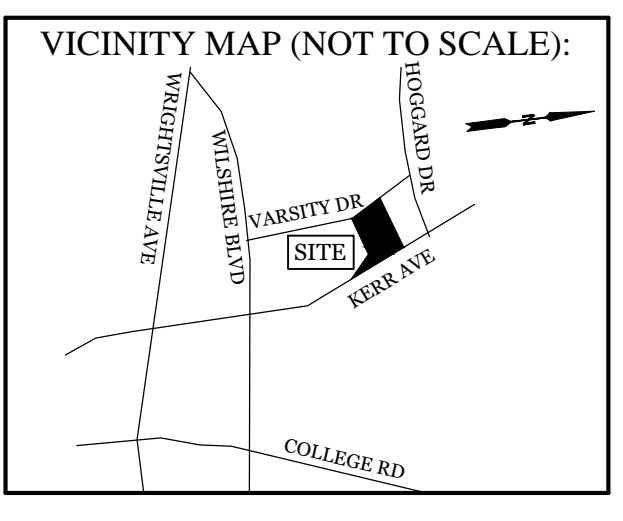 VICINITY MAP (NOT TO SCALE):
WRIGHTSVILLE AVE
WILSHIRE BLVD
HOGGARD DR
N
VARSITY DR
SITE
KERR AVE
COLLEGE RD